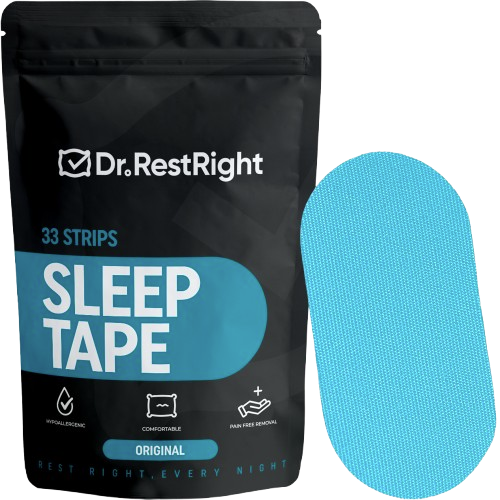 Dr.RestRight
33 STRIPS
SLEEP
TAPE
HYPOALLERGENIC
COMFORTABLE
PAIN FREE REMOVAL
ORIGINAL
REST RIGHT, EVERY NIGHT